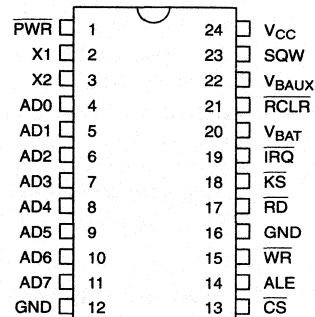 PWR 1 24 VCC
X1 2 23 SQW
X2 3 22 VBAUX
AD0 4 21 RCLR
AD1 5 20 VBAT
AD2 6 19 IRQ
AD3 7 18 KS
AD4 8 17 RD
AD5 9 16 GND
AD6 10 15 WR
AD7 11 14 ALE
GND 12 13 CS